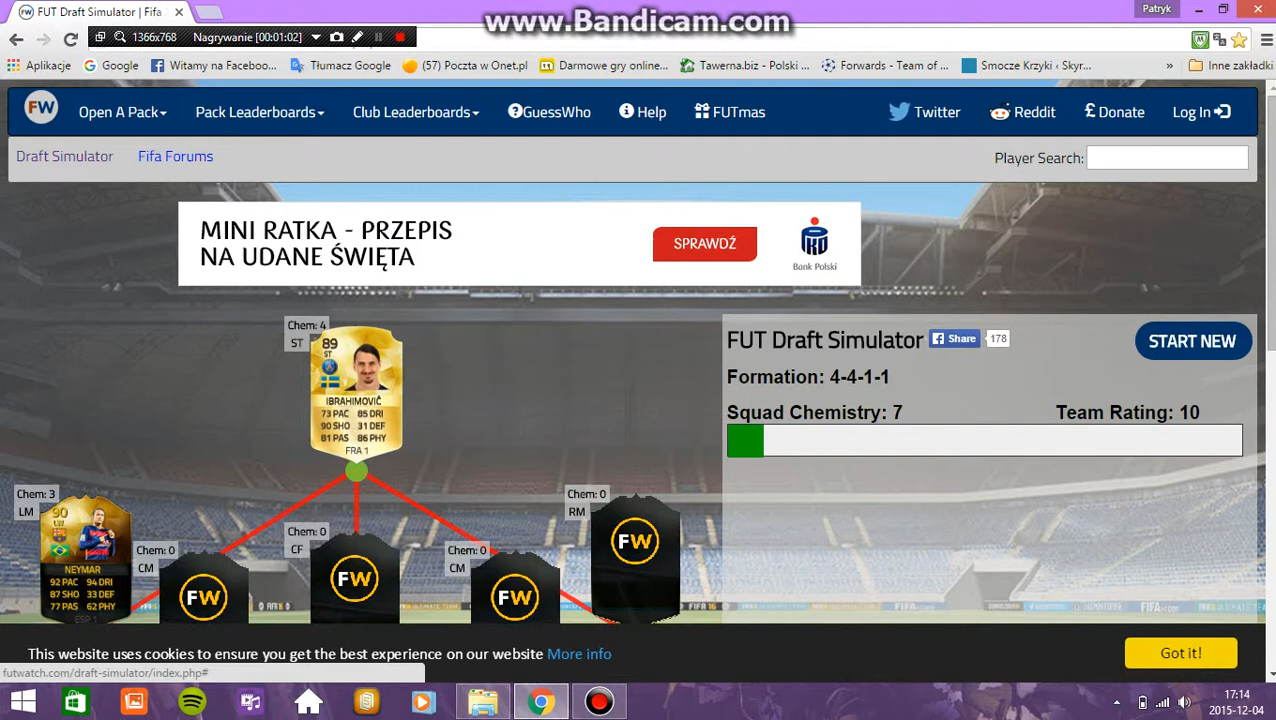 FUT Draft Simulator | Fifa
www.Bandicam.com
Patryk
1366x768 Nagrywanie [00:01:02]
Aplikacje Google Witamy na Faceboo... Tłumacz Google (57) Poczta w Onet.pl Darmowe gry online... Tawerna.biz - Polski ... Forwards - Team of ... Smocze Krzyki ‹ Skyr... » Inne zakładki
FW Open A Pack Pack Leaderboards Club Leaderboards GuessWho Help FUTmas Twitter Reddit £ Donate Log In
Draft Simulator Fifa Forums Player Search:
MINI RATKA - PRZEPIS
NA UDANE ŚWIĘTA
SPRAWDŹ
Bank Polski
Chem: 4
ST
89
ST
IBRAHIMOVIĆ
73 PAC 85 DRI
90 SHO 31 DEF
81 PAS 86 PHY
FRA 1
FUT Draft Simulator Share 178 START NEW
Formation: 4-4-1-1
Squad Chemistry: 7 Team Rating: 10
Chem: 3
LM
90
LW
NEYMAR
92 PAC 94 DRI
87 SHO 33 DEF
77 PAS 62 PHY
ESP 1
Chem: 0
CM
FW
Chem: 0
CF
FW
Chem: 0
CM
FW
Chem: 0
RM
FW
This website uses cookies to ensure you get the best experience on our website More info Got it!
futwatch.com/draft-simulator/index.php#
17:14
2015-12-04